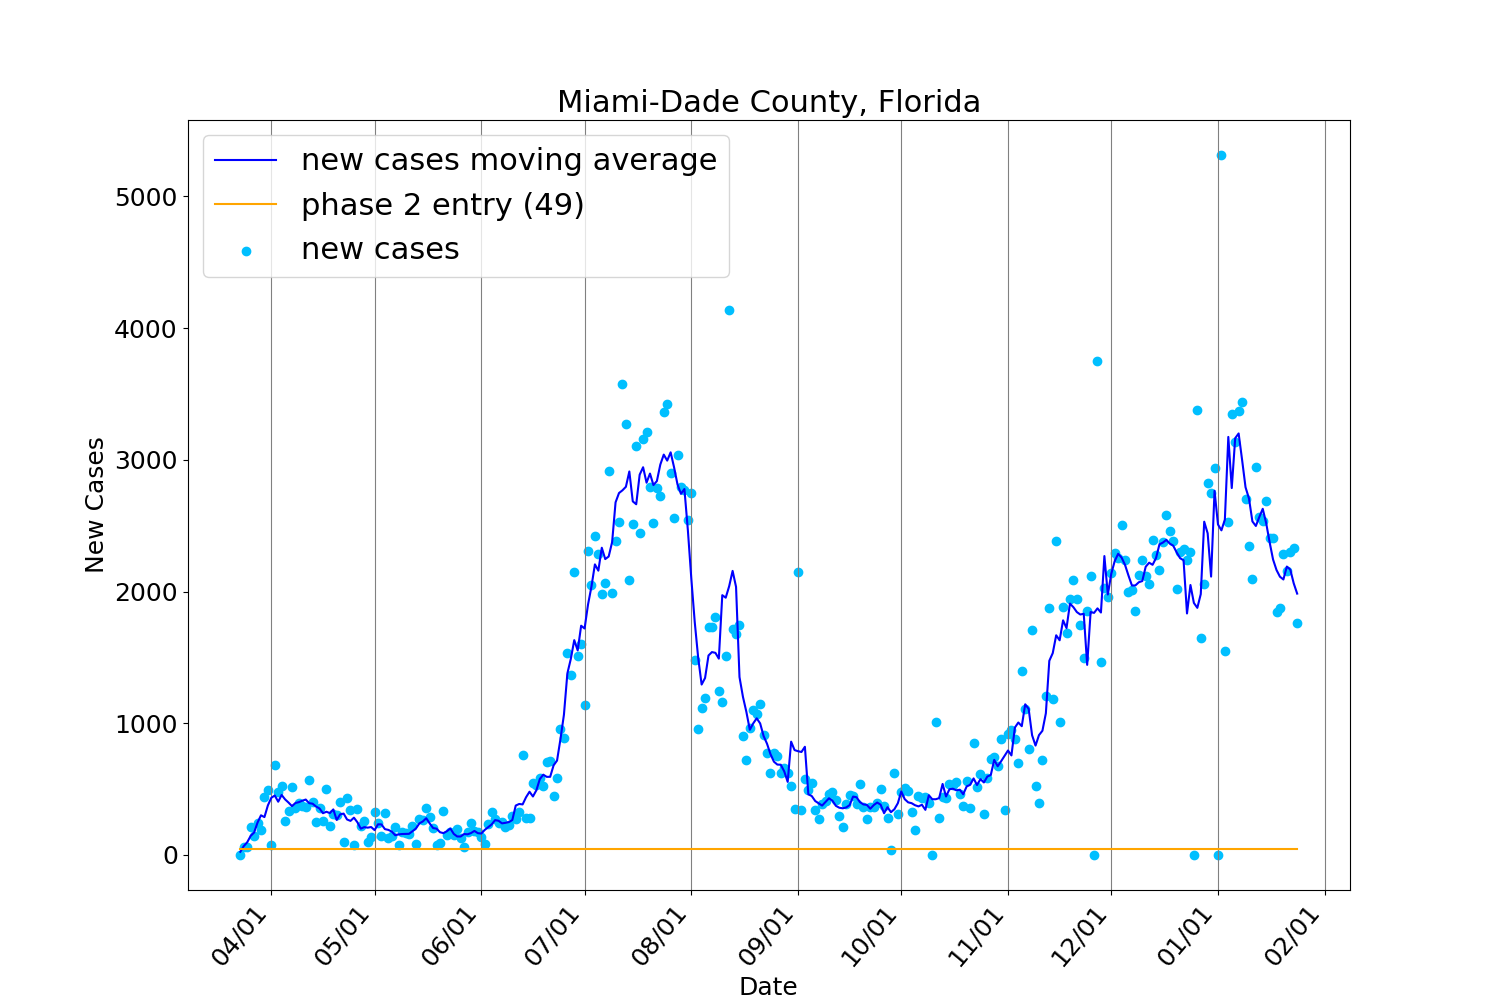 Miami-Dade County, Florida
new cases moving average
phase 2 entry (49)
new cases
5000
4000
3000
2000
1000
0
New Cases
04/01
05/01
06/01
07/01
08/01
09/01
10/01
11/01
12/01
01/01
02/01
Date